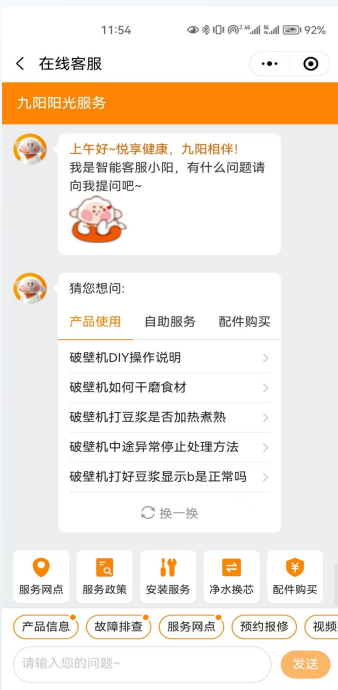 11:54
92%
在线客服
九阳阳光服务
上午好~悦享健康，九阳相伴!
我是智能客服小阳，有什么问题请
向我提问吧~
猜您想问:
产品使用 自助服务 配件购买
破壁机DIY操作说明
破壁机如何干磨食材
破壁机打豆浆是否加热煮熟
破壁机中途异常停止处理方法
破壁机打好豆浆显示b是正常吗
换一换
服务网点 服务政策 安装服务 净水换芯 配件购买
产品信息 故障排查 服务网点 预约报修 视频
请输入您的问题~ 发送